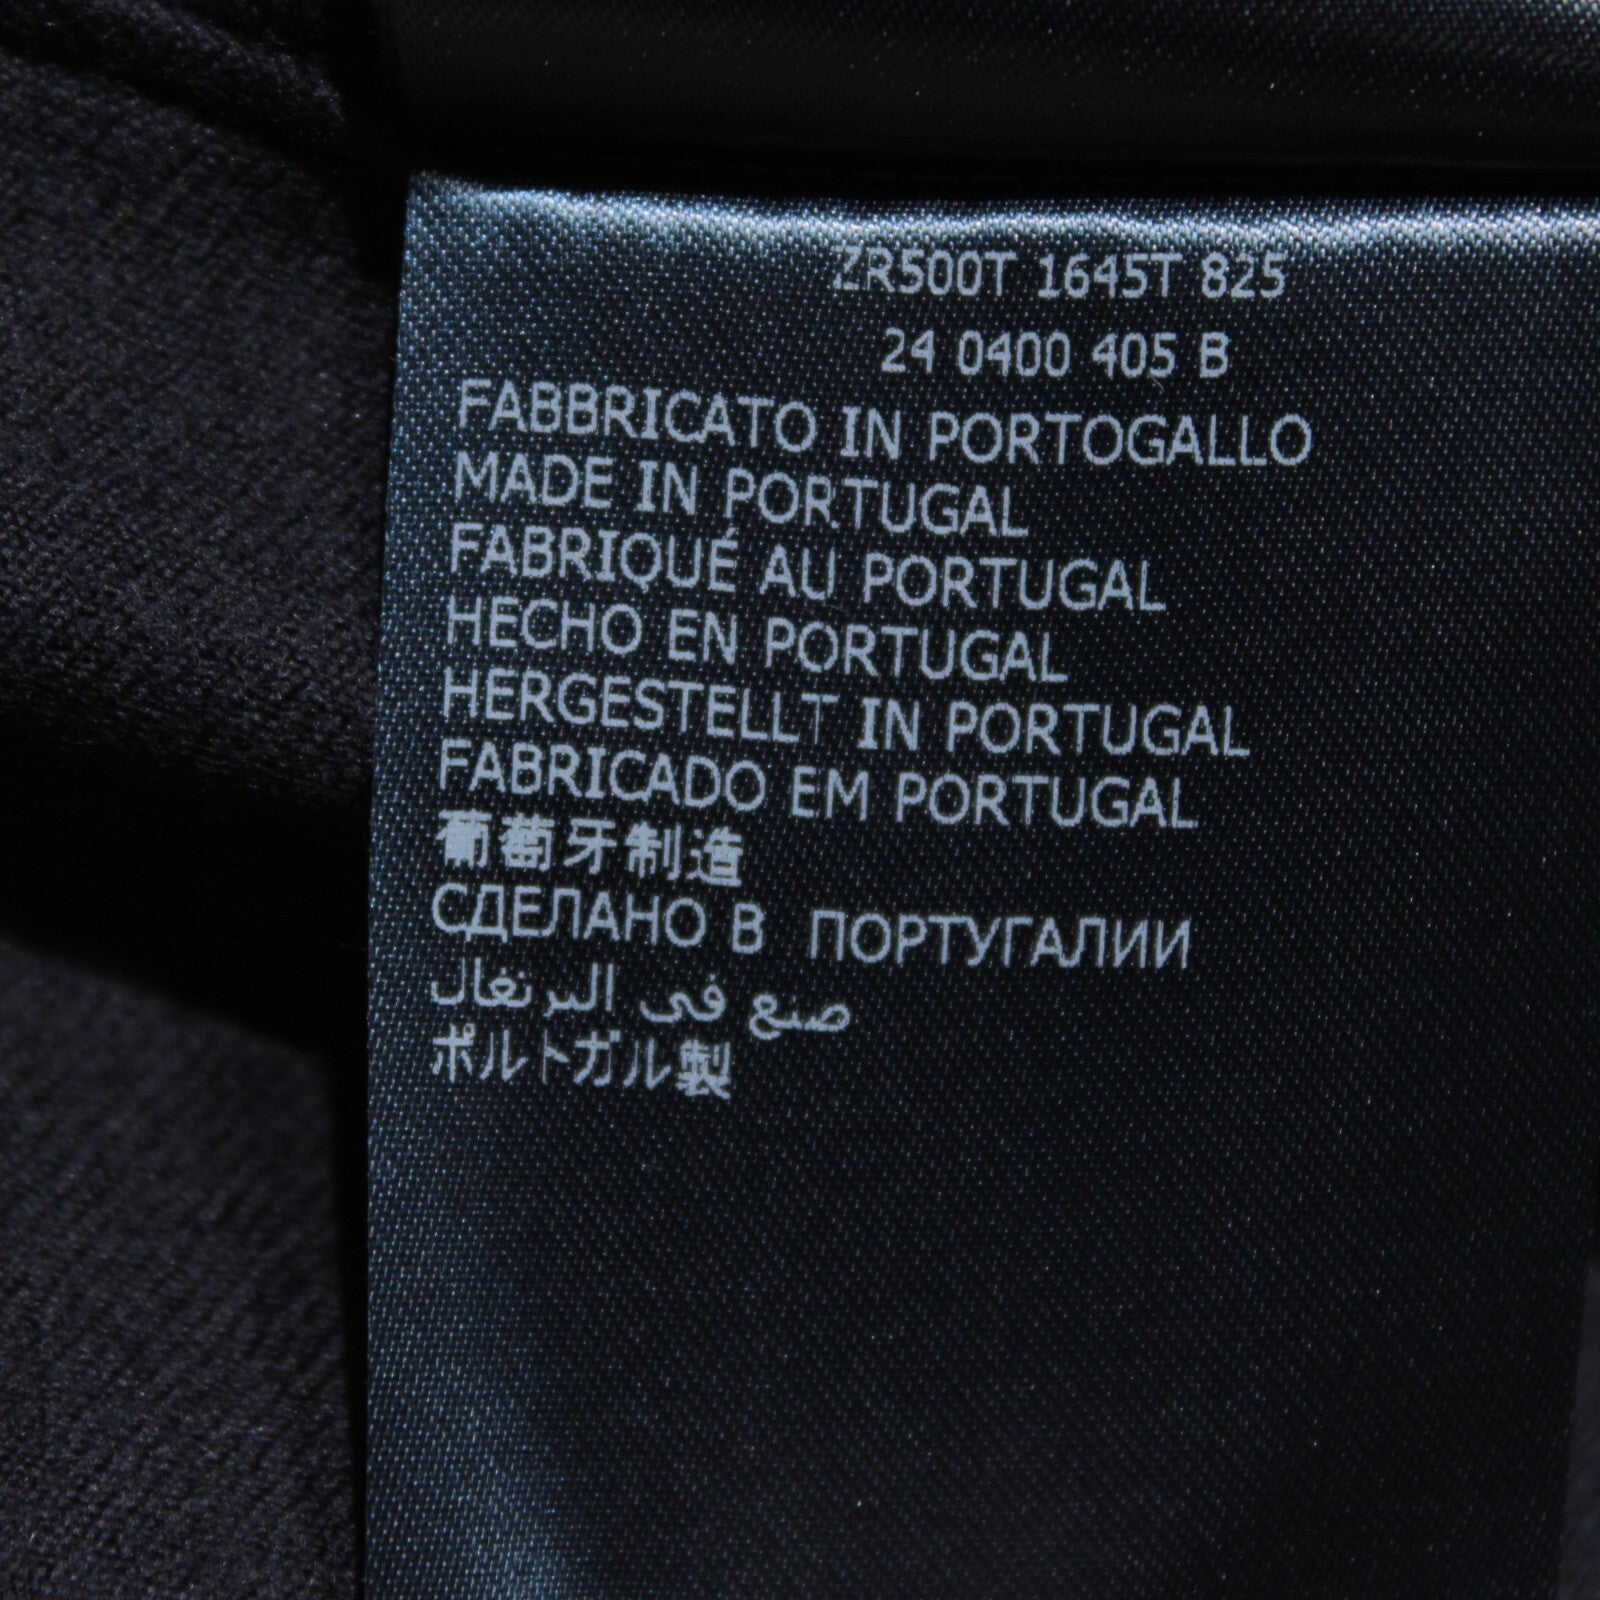 ZR500T 1645T 825
24 0400 405 B
FABBRICATO IN PORTOGALLO
MADE IN PORTUGAL
FABRIQUÉ AU PORTUGAL
HECHO EN PORTUGAL
HERGESTELLT IN PORTUGAL
FABRICADO EM PORTUGAL
葡萄牙制造
СДЕЛАНО В ПОРТУГАЛИИ
صنع فى البرتغال
ポルトガル製